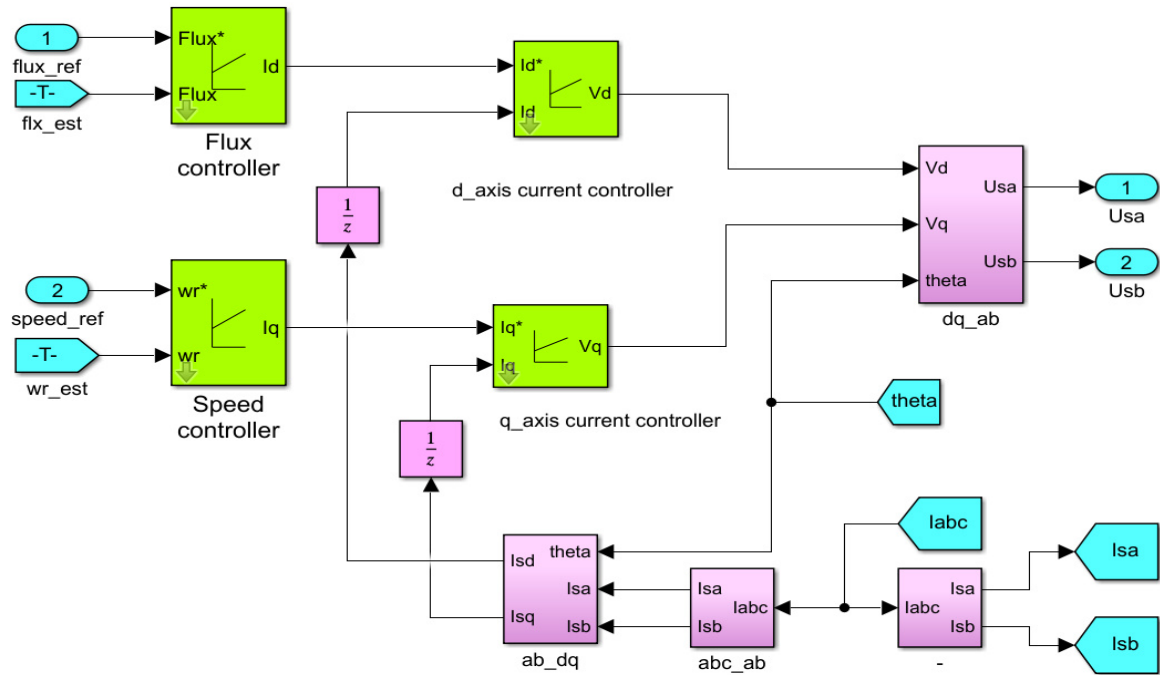 1
flux_ref
-T-
flx_est
Flux*
Flux
Id
Flux
controller
Id*
Id
Vd
d_axis current controller
1
z
2
speed_ref
-T-
wr_est
wr*
wr
Iq
Speed
controller
Iq*
Iq
Vq
q_axis current controller
1
z
Vd
Vq
theta
Usa
Usb
dq_ab
1
Usa
2
Usb
theta
Iabc
theta
Isd
Isa
Isq
Isb
ab_dq
Isa
Iabc
Isb
abc_ab
Isa
Iabc
Isb
-
Isa
Isb